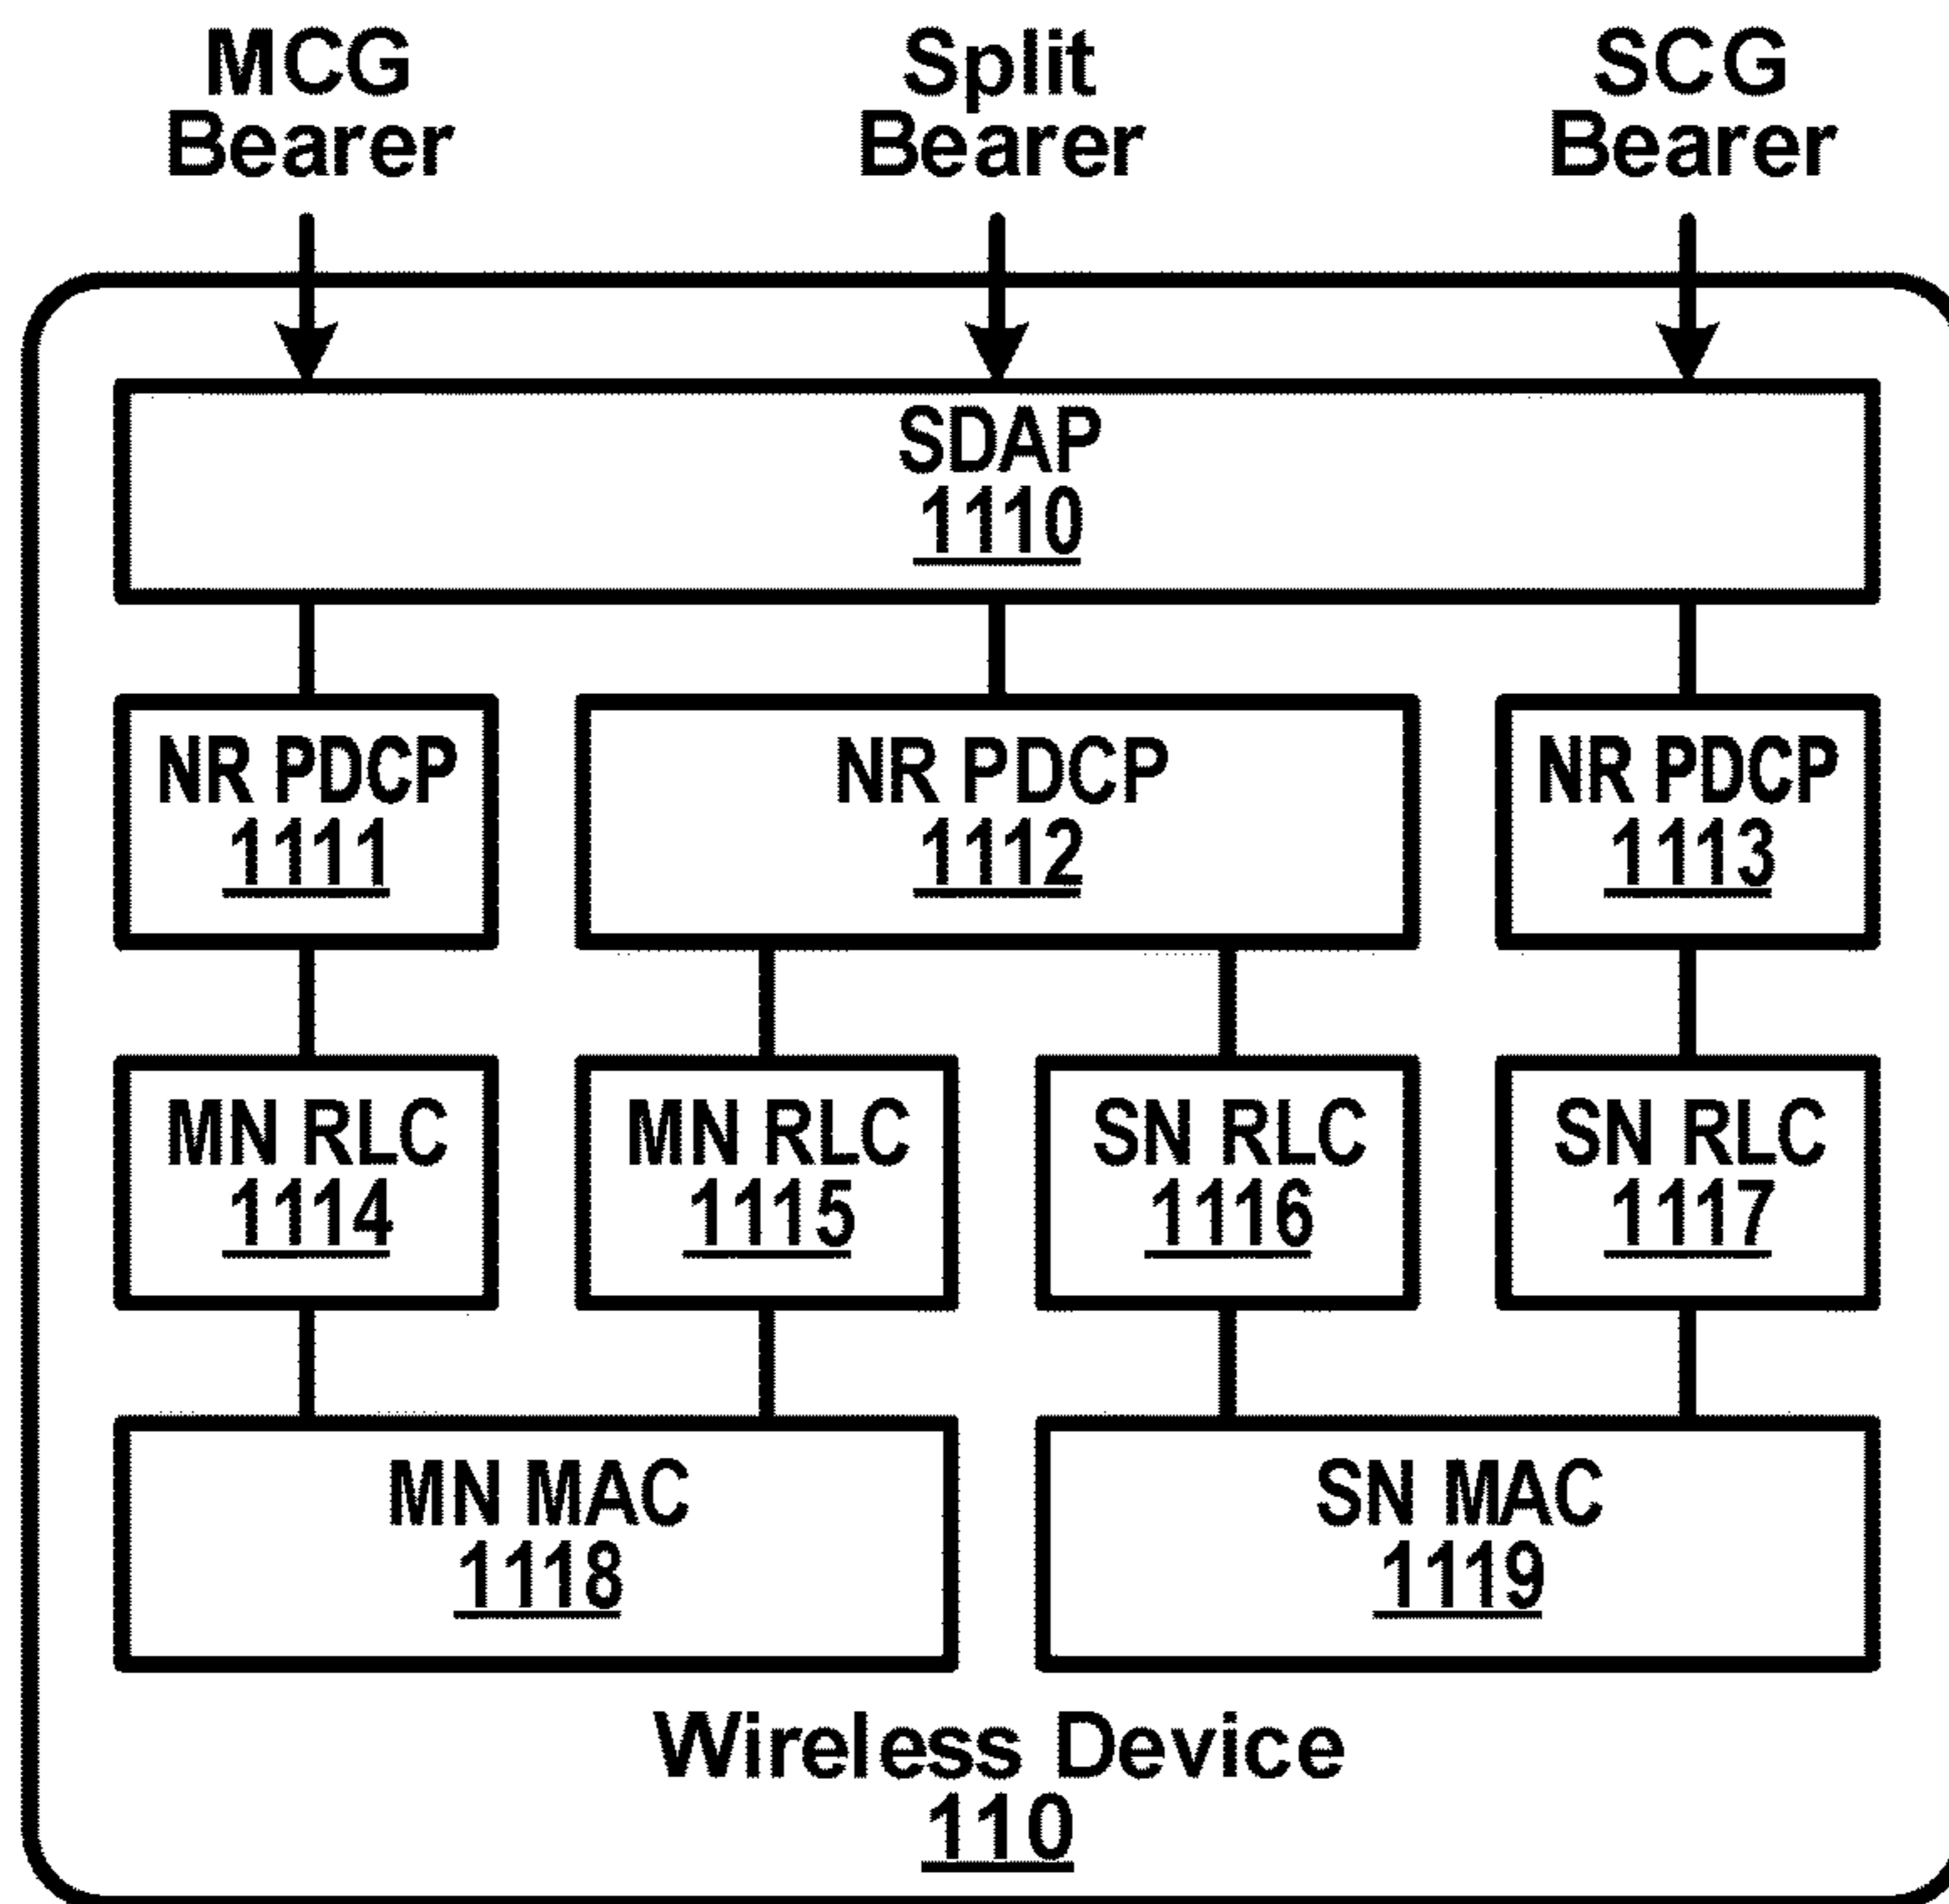 MCG
Bearer
Split
Bearer
SCG
Bearer
SDAP
1110
NR PDCP
1111
NR PDCP
1112
NR PDCP
1113
MN RLC
1114
MN RLC
1115
SN RLC
1116
SN RLC
1117
MN MAC
1118
SN MAC
1119
Wireless Device
110